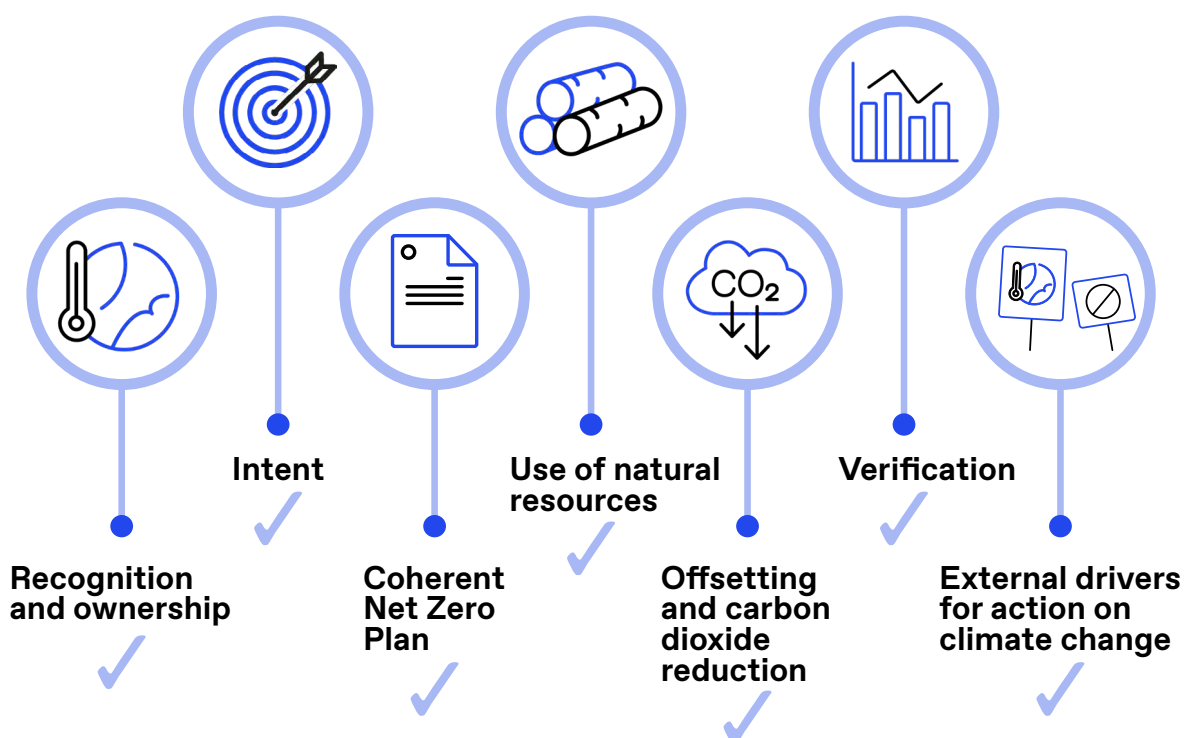 CO₂
Intent
Use of natural
resources
Verification
Recognition
and ownership
Coherent
Net Zero
Plan
Offsetting
and carbon
dioxide
reduction
External drivers
for action on
climate change